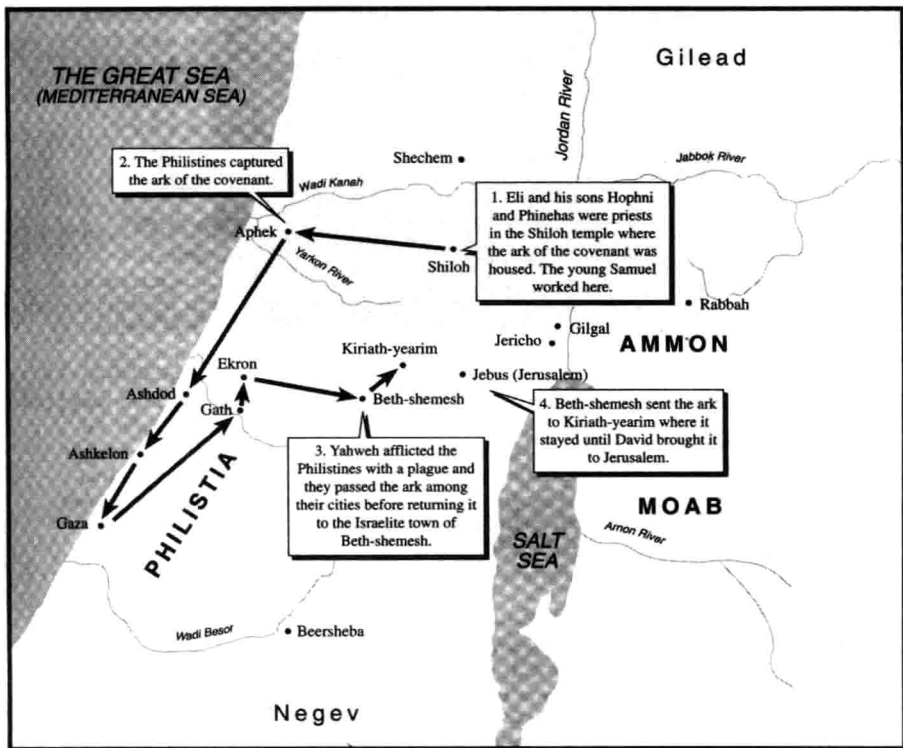 THE GREAT SEA
(MEDITERRANEAN SEA)
Gilead
Jordan River
Shechem
Jabbok River
2. The Philistines captured
the ark of the covenant.
Wadi Kanah
1. Eli and his sons Hophni
and Phinehas were priests
in the Shiloh temple where
the ark of the covenant was
housed. The young Samuel
worked here.
Aphek
Shiloh
Yarkon River
Rabbah
Gilgal
Jericho
AMMON
Kiriath-yearim
Ekron
Jebus (Jerusalem)
Ashdod
Beth-shemesh
Gath
4. Beth-shemesh sent the ark
to Kiriath-yearim where it
stayed until David brought it
to Jerusalem.
3. Yahweh afflicted the
Philistines with a plague and
they passed the ark among
their cities before returning it
to the Israelite town of
Beth-shemesh.
Ashkelon
PHILISTIA
Gaza
MOAB
SALT
SEA
Arnon River
Wadi Besor
Beersheba
Negev